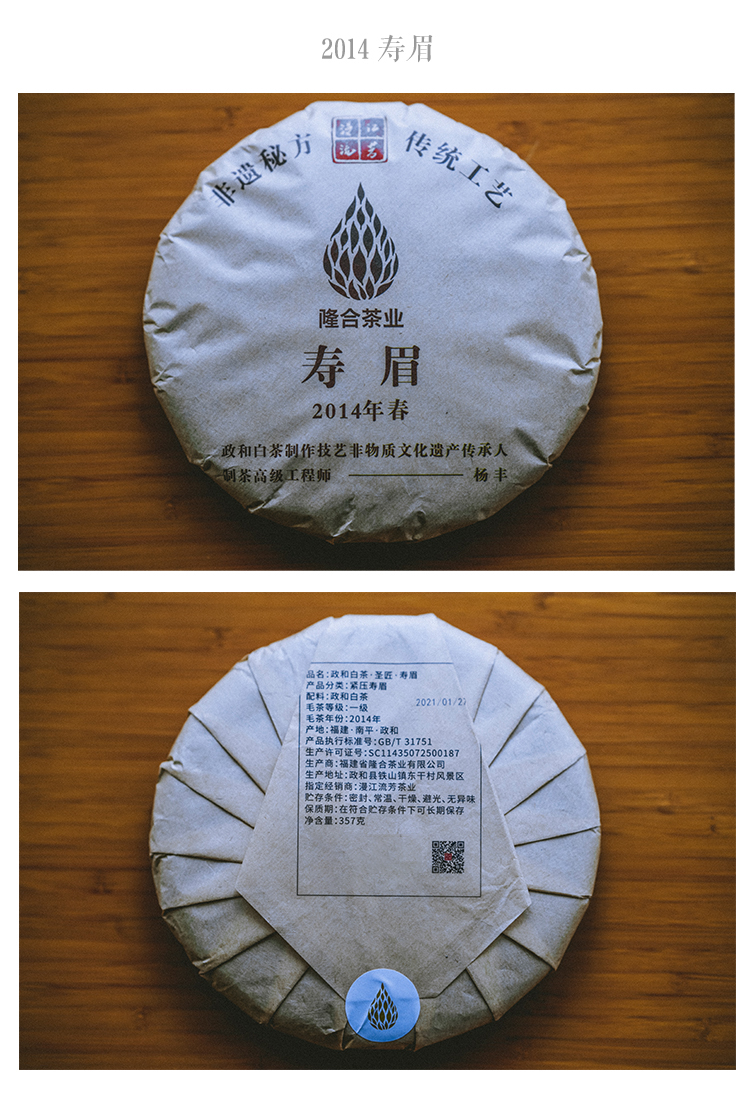 2014 寿眉
非遗秘方 传统工艺
漫江
流芳
隆合茶业
寿 眉
2014年春
政和白茶制作技艺非物质文化遗产传承人
制茶高级工程师 ——— 杨丰
品名:政和白茶·圣匠·寿眉
产品分类:紧压寿眉
配料:政和白茶
2021/01/27
毛茶等级:一级
毛茶年份:2014年
产地:福建·南平·政和
产品执行标准号:GB/T 31751
生产许可证号:SC11435072500187
生产商:福建省隆合茶业有限公司
生产地址:政和县铁山镇东干村风景区
指定经销商:漫江流芳茶业
贮存条件:密封、常温、干燥、避光、无异味
保质期:在符合贮存条件下可长期保存
净含量:357克